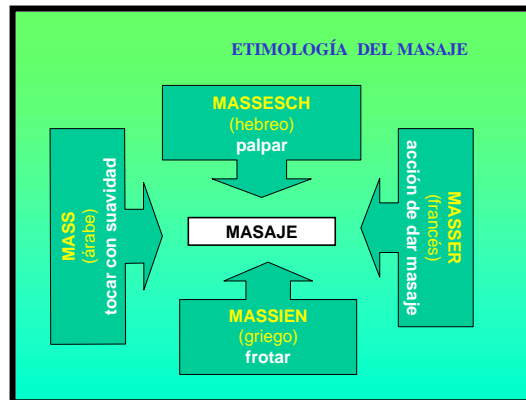 ETIMOLOGÍA DEL MASAJE
MASSESCH
(hebreo)
palpar
MASS
(árabe)
tocar con suavidad
MASAJE
MASSER
(francés)
acción de dar masaje
MASSIEN
(griego)
frotar